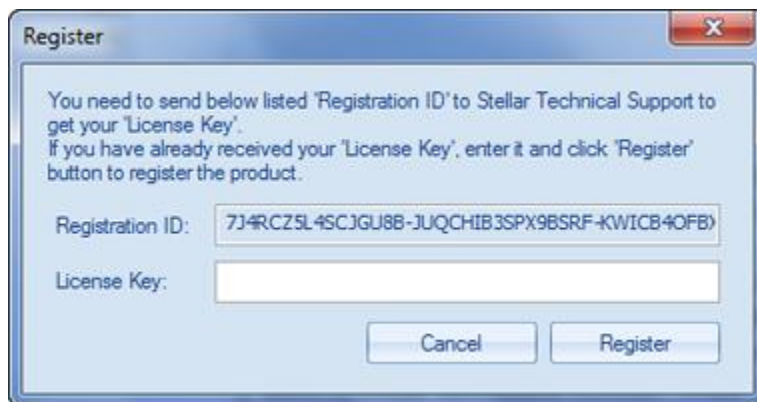 Register
You need to send below listed 'Registration ID' to Stellar Technical Support to
get your 'License Key'.
If you have already received your 'License Key', enter it and click 'Register'
button to register the product.
Registration ID: 7J4RCZ5L4SCJGU8B-JUQCHIB3SPX9BSRF-KWICB4OFB
License Key:
Cancel Register